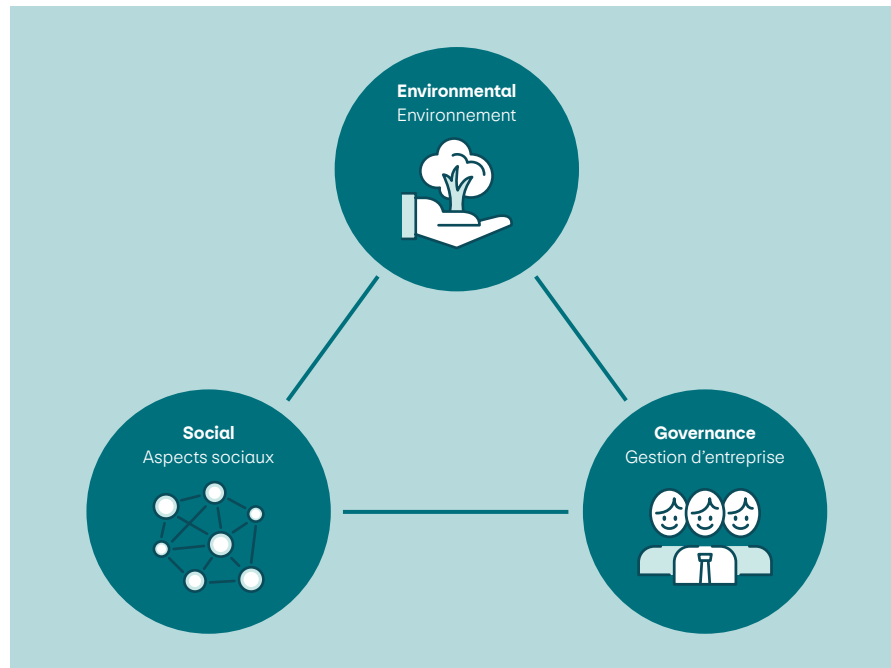 Environmental
Environnement
Social
Aspects sociaux
Governance
Gestion d’entreprise